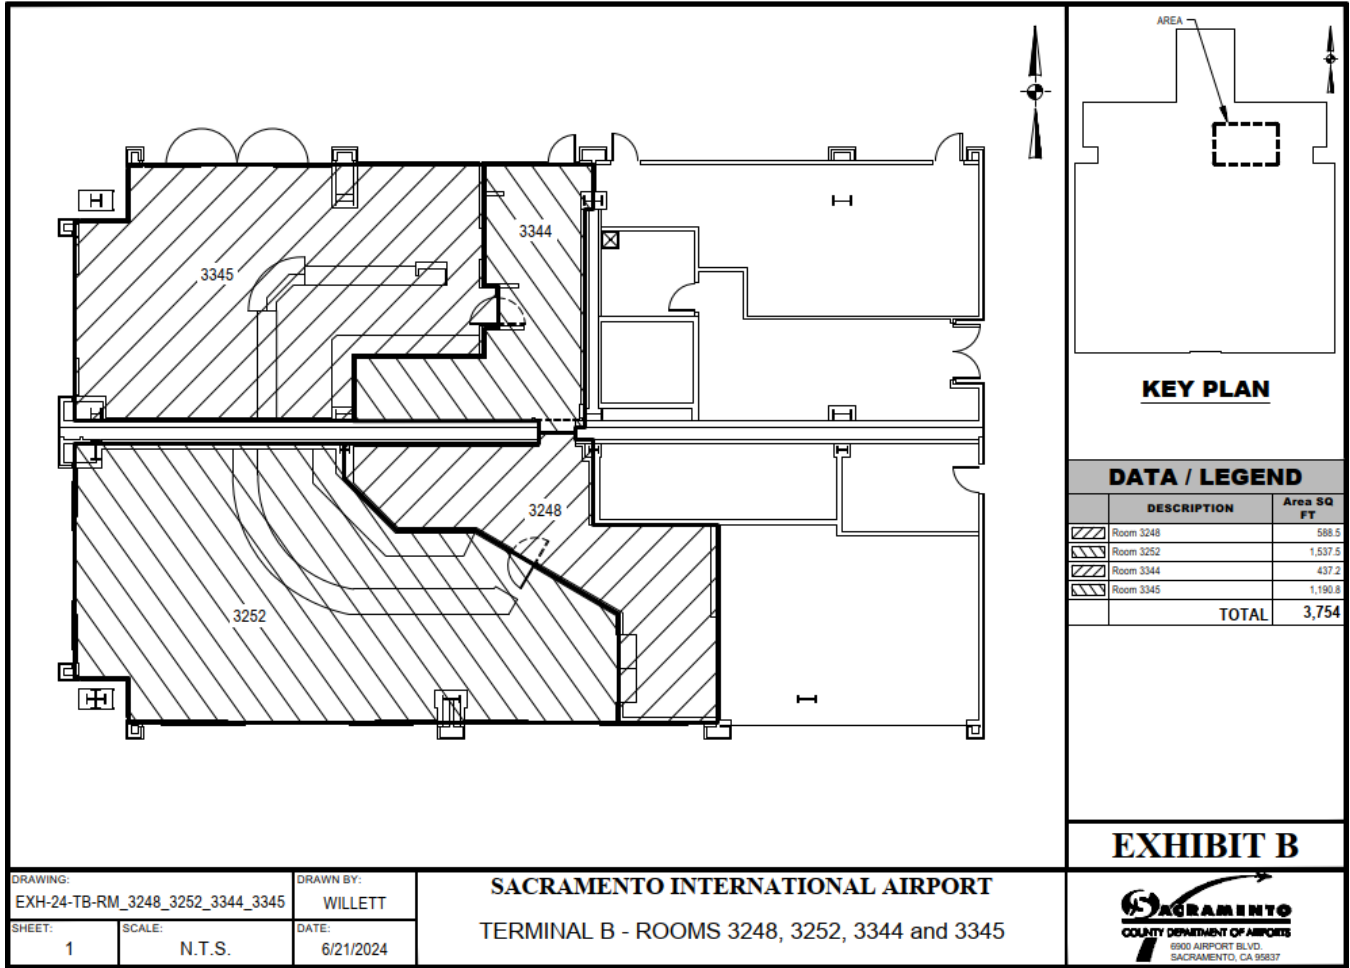 AREA
3344
3345
3248
3252
KEY PLAN
DATA / LEGEND
DESCRIPTION Area SQ FT
Room 3248 588.5
Room 3252 1,537.5
Room 3344 437.2
Room 3345 1,190.8
TOTAL 3,754
EXHIBIT B
DRAWING:
EXH-24-TB-RM_3248_3252_3344_3345
DRAWN BY:
WILLETT
SHEET:
1
SCALE:
N.T.S.
DATE:
6/21/2024
SACRAMENTO INTERNATIONAL AIRPORT
TERMINAL B - ROOMS 3248, 3252, 3344 and 3345
SACRAMENTO
COUNTY DEPARTMENT OF AIRPORTS
6900 AIRPORT BLVD.
SACRAMENTO, CA 95837